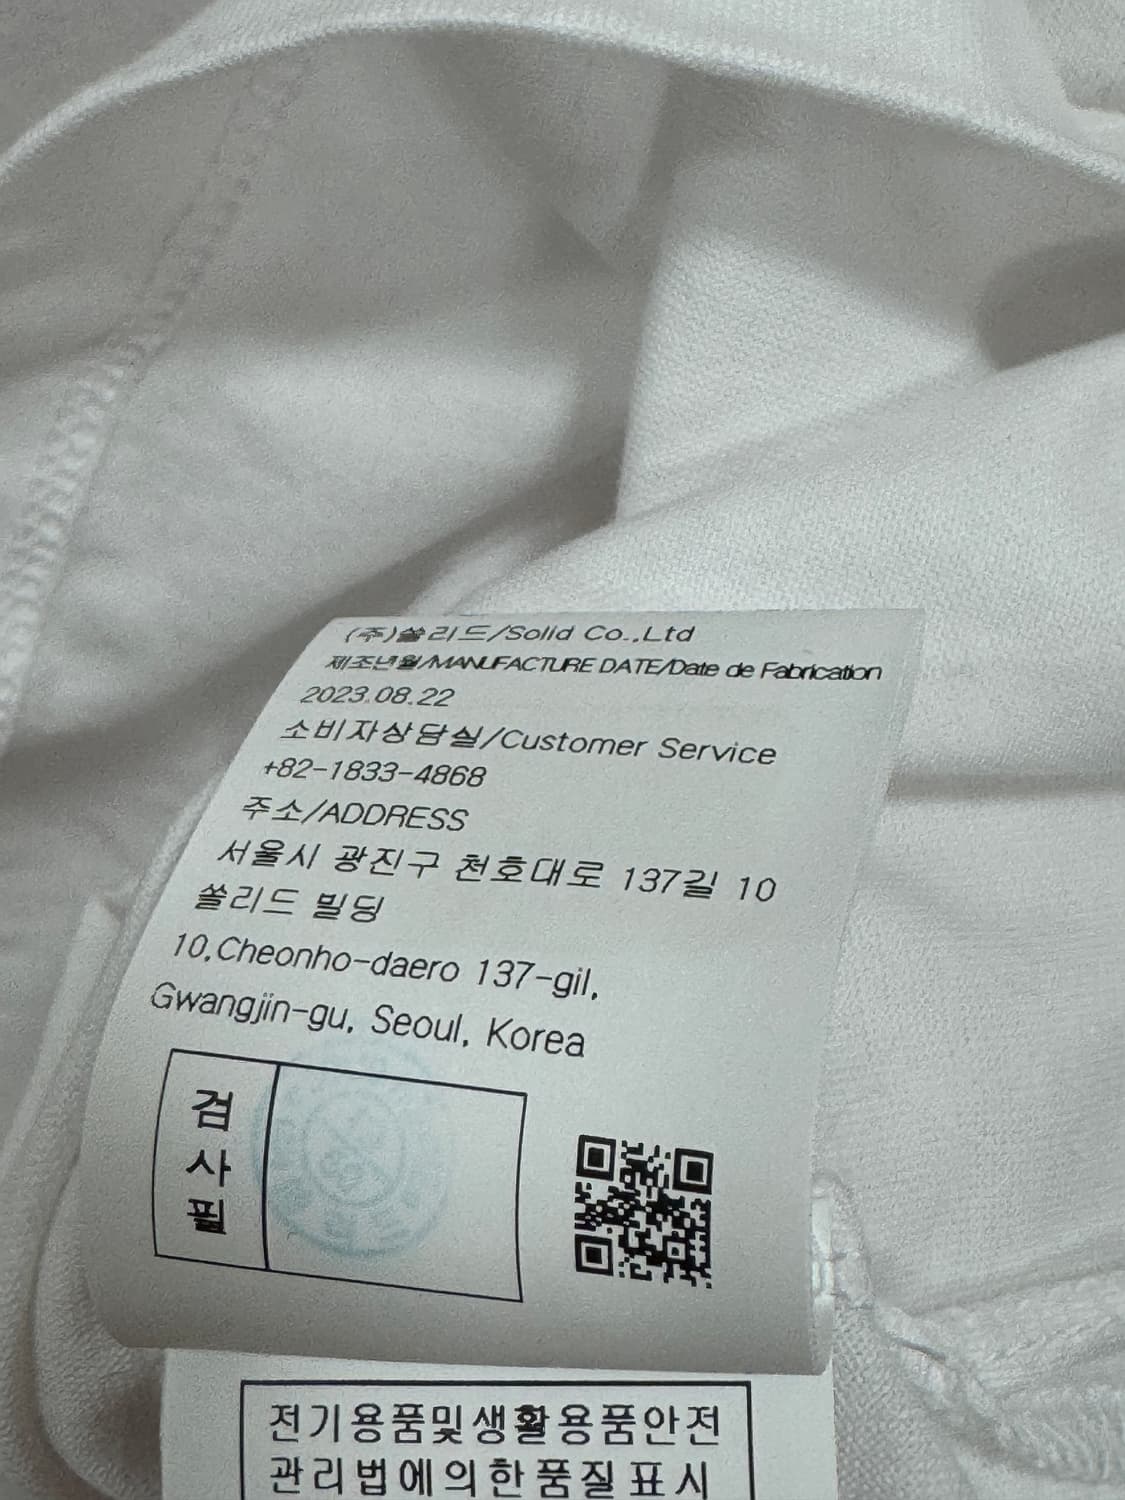 (주)쏠리드/Solid Co.,Ltd
제조년월/MANUFACTURE DATE/Date de Fabrication
2023.08.22
소비자상담실/Customer Service
+82-1833-4868
주소/ADDRESS
서울시 광진구 천호대로 137길 10
쏠리드 빌딩
10,Cheonho-daero 137-gil,
Gwangjin-gu, Seoul, Korea
검
사
필
전기용품및생활용품안전
관리법에의한품질표시